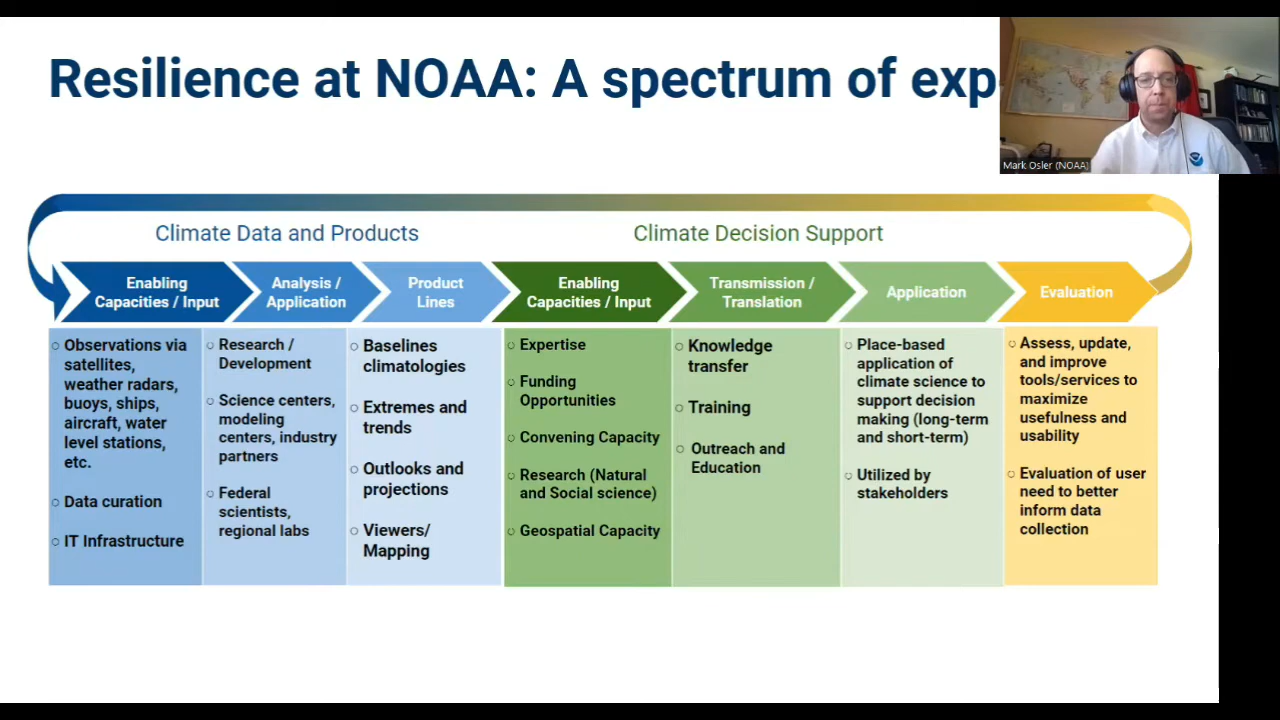 Resilience at NOAA: A spectrum of exp
Mark Osler (NOAA)
Climate Data and Products
Climate Decision Support
Enabling
Capacities / Input
Analysis /
Application
Product
Lines
Enabling
Capacities / Input
Transmission /
Translation
Application
Evaluation
Observations via
satellites,
weather radars,
buoys, ships,
aircraft, water
level stations,
etc.
Data curation
IT Infrastructure
Research /
Development
Science centers,
modeling
centers, industry
partners
Federal
scientists,
regional labs
Baselines
climatologies
Extremes and
trends
Outlooks and
projections
Viewers/
Mapping
Expertise
Funding
Opportunities
Convening Capacity
Research (Natural
and Social science)
Geospatial Capacity
Knowledge
transfer
Training
Outreach and
Education
Place-based
application of
climate science to
support decision
making (long-term
and short-term)
Utilized by
stakeholders
Assess, update,
and improve
tools/services to
maximize
usefulness and
usability
Evaluation of user
need to better
inform data
collection